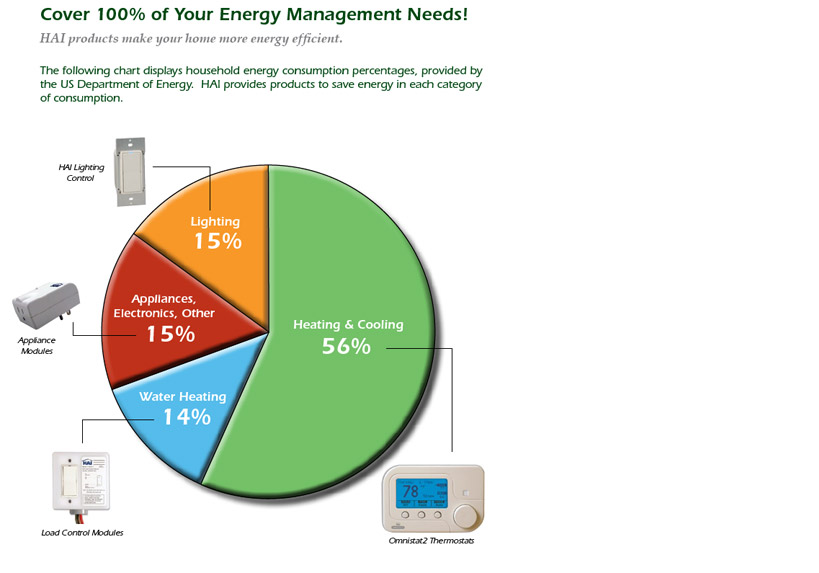 Cover 100% of Your Energy Management Needs!
HAI products make your home more energy efficient.
The following chart displays household energy consumption percentages, provided by
the US Department of Energy.  HAI provides products to save energy in each category
of consumption.
HAI Lighting
Control
Lighting
15%
Appliances,
Electronics, Other
15%
Appliance
Modules
Heating & Cooling
56%
Water Heating
14%
HAI
78
Load Control Modules
Omnistat2 Thermostats